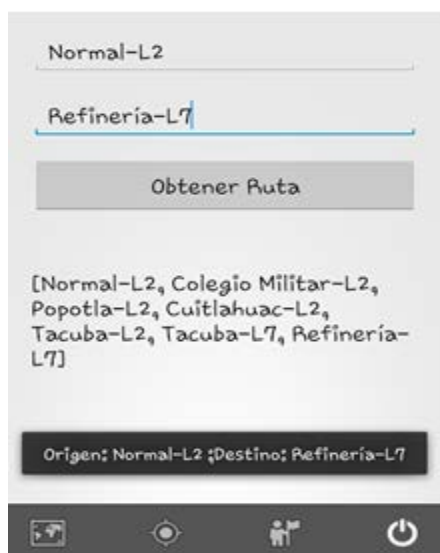 Normal-L2
Refinería-L7
Obtener Ruta
[Normal-L2, Colegio Militar-L2,
Popotla-L2, Cuitlahuac-L2,
Tacuba-L2, Tacuba-L7, Refinería-
L7]
Origen: Normal-L2 ;Destino: Refinería-L7